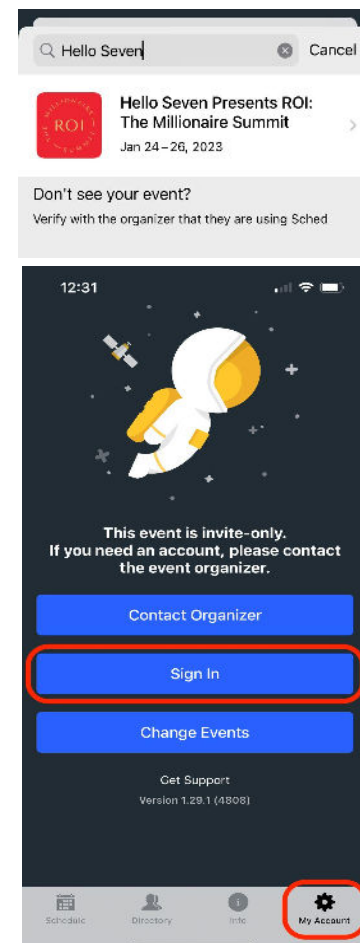 Hello Seven
Cancel
ROI
Hello Seven Presents ROI:
The Millionaire Summit
Jan 24–26, 2023
Don't see your event?
Verify with the organizer that they are using Sched
12:31
This event is invite-only.
If you need an account, please contact
the event organizer.
Contact Organizer
Sign In
Change Events
Get Support
Version 1.29.1 (4808)
Schedule
Directory
Info
My Account